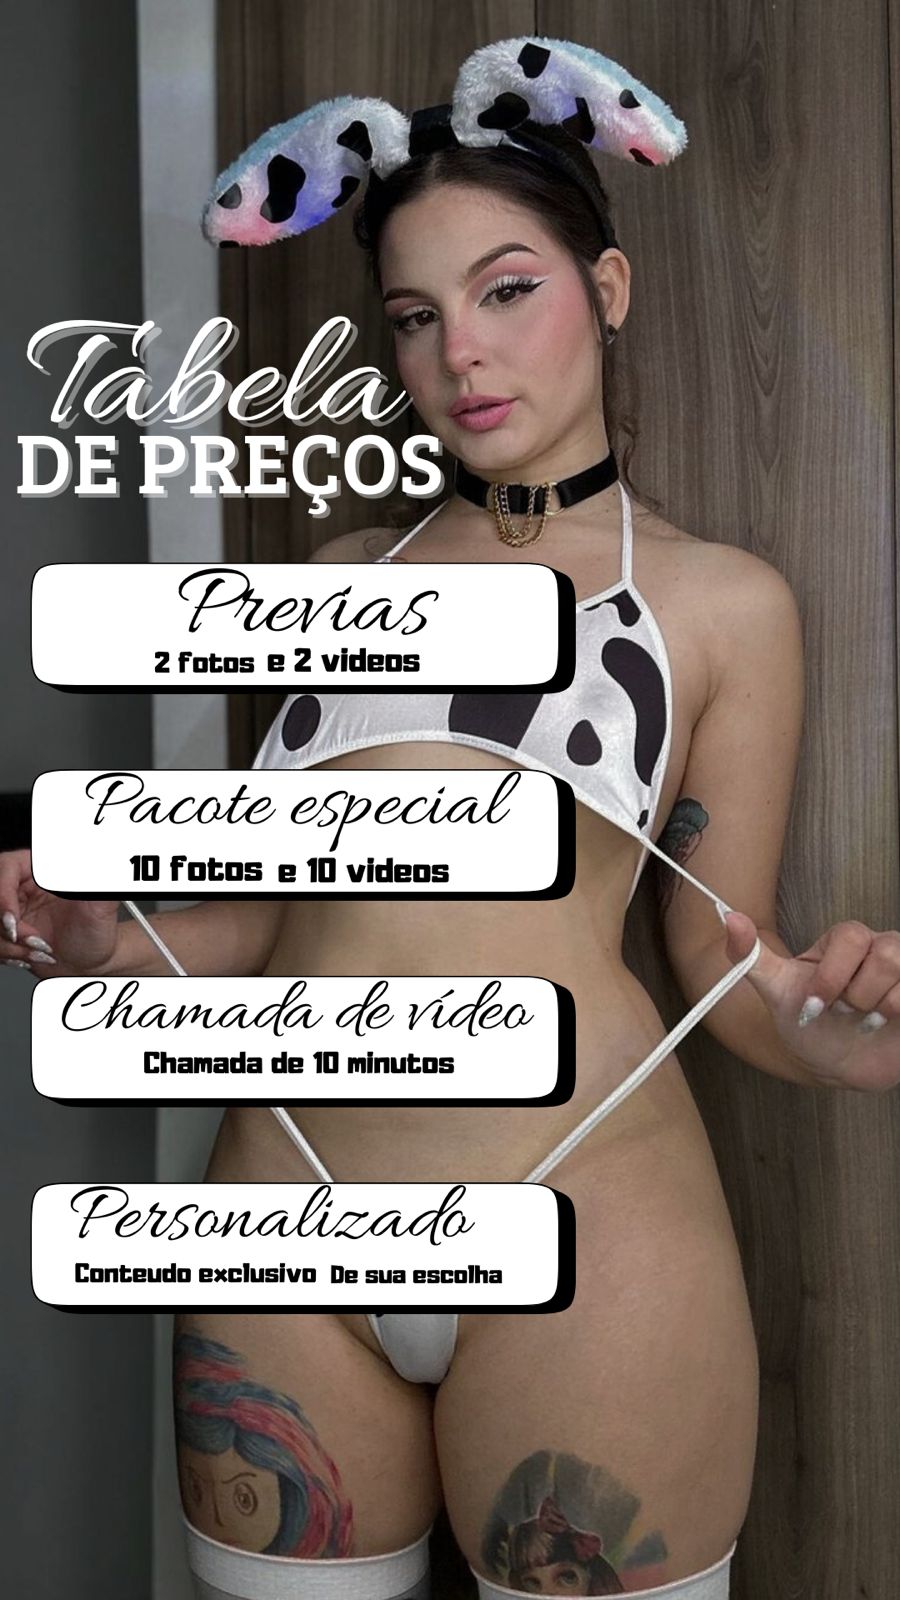 Tabela
DE PREÇOS
Previas
2 fotos e 2 videos
Pacote especial
10 fotos e 10 videos
Chamada de vídeo
Chamada de 10 minutos
Personalizado
Conteudo exclusivo De sua escolha